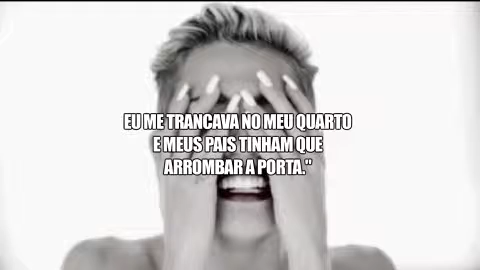 EU ME TRANCAVA NO MEU QUARTO
E MEUS PAIS TINHAM QUE
ARROMBAR A PORTA."